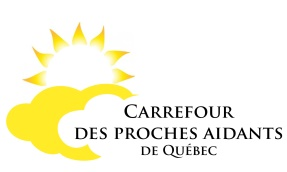 Carrefour
des proches aidants
de Québec